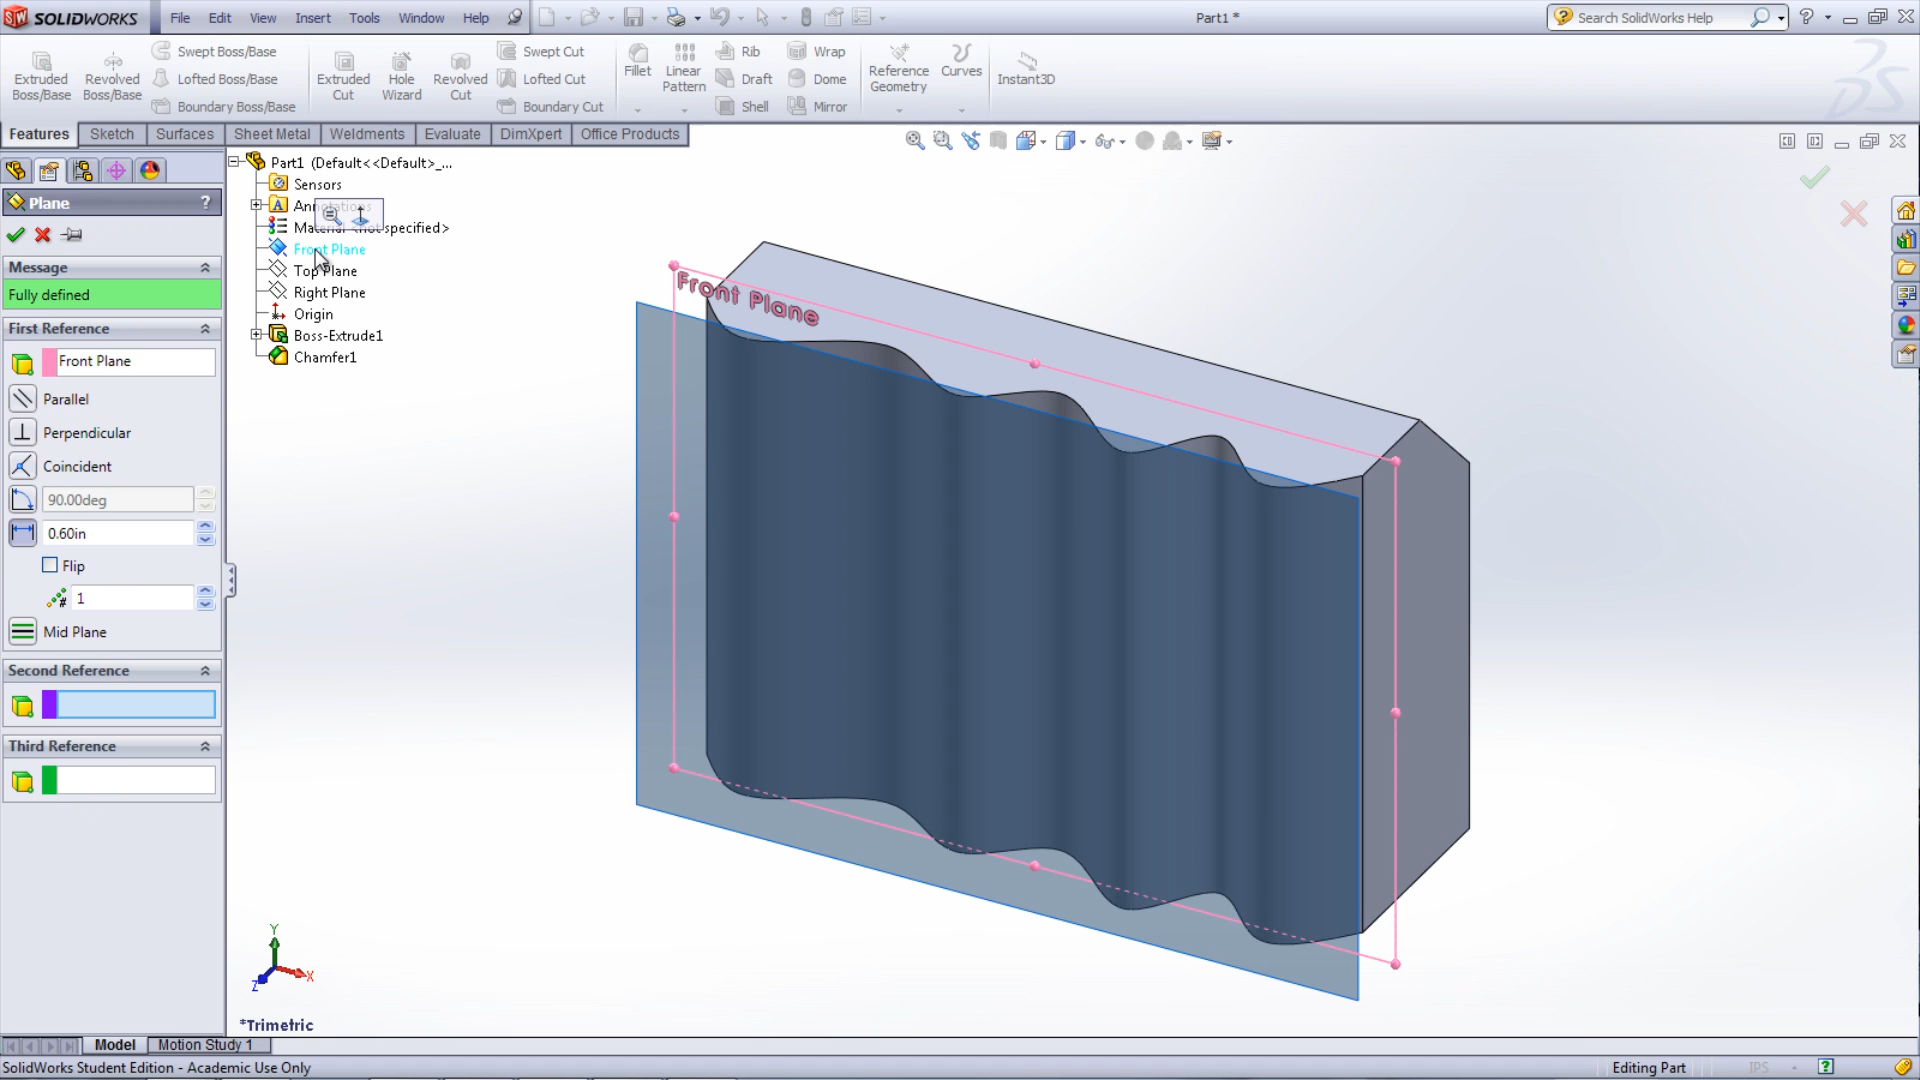 SOLIDWORKS File Edit View Insert Tools Window Help Part1 * Search SolidWorks Help
Extruded Boss/Base
Revolved Boss/Base
Swept Boss/Base
Lofted Boss/Base
Boundary Boss/Base
Extruded Cut
Hole Wizard
Revolved Cut
Swept Cut
Lofted Cut
Boundary Cut
Fillet
Linear Pattern
Rib
Draft
Shell
Wrap
Dome
Mirror
Reference Geometry
Curves
Instant3D
Features Sketch Surfaces Sheet Metal Weldments Evaluate DimXpert Office Products
Plane ?
Message
Fully defined
First Reference
Front Plane
Parallel
Perpendicular
Coincident
90.00deg
0.60in
Flip
1
Mid Plane
Second Reference
Third Reference
Part1 (Default<<Default>_...
Sensors
Annotations
Material <not specified>
Front Plane
Top Plane
Right Plane
Origin
Boss-Extrude1
Chamfer1
Front Plane
Y
X
Z
*Trimetric
Model Motion Study 1
SolidWorks Student Edition - Academic Use Only Editing Part IPS